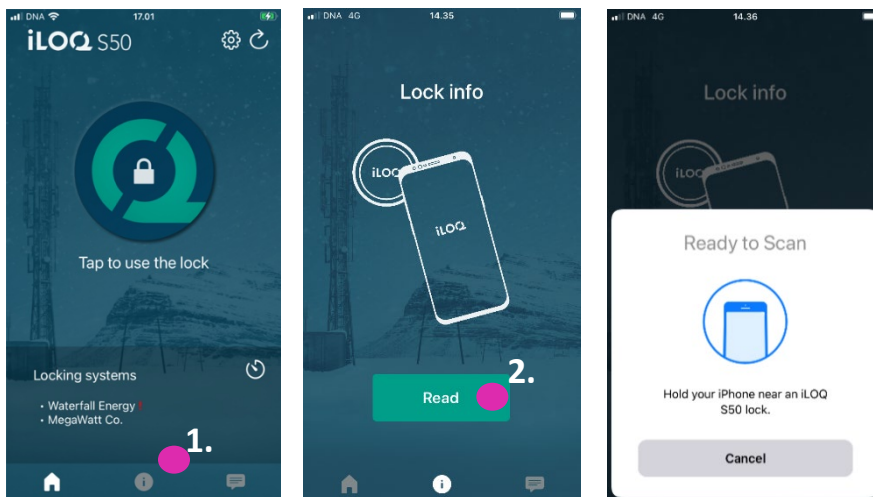 DNA 17.01
iLOQ S50
Tap to use the lock
Locking systems
• Waterfall Energy !
• MegaWatt Co.
1.
DNA 4G 14.35
Lock info
iLOQ
iLOQ
Read
2.
DNA 4G 14.36
Lock info
iLOQ
Ready to Scan
Hold your iPhone near an iLOQ
S50 lock.
Cancel